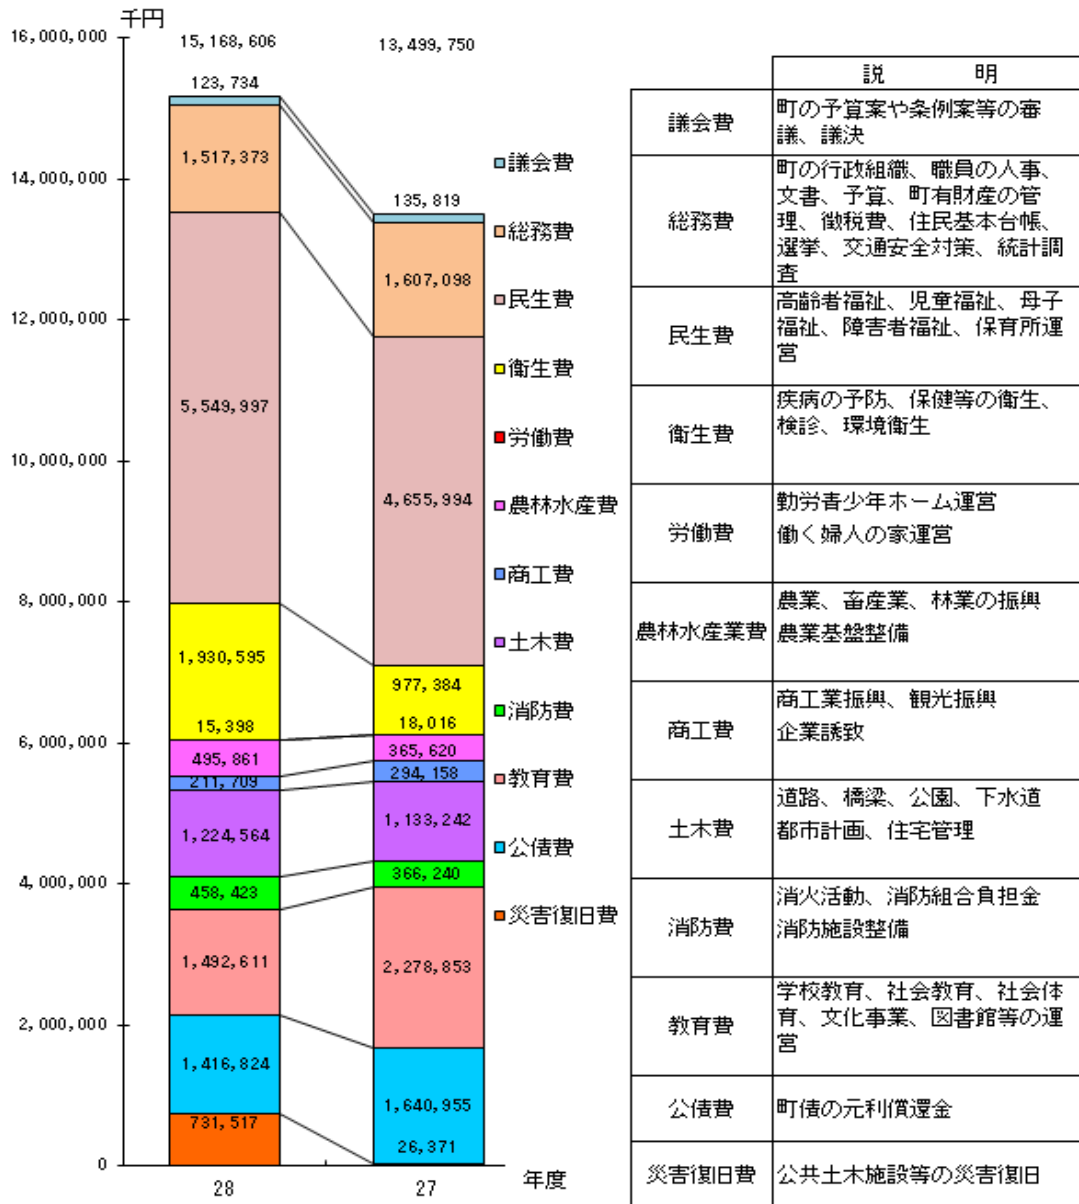 千円
16,000,000
14,000,000
12,000,000
10,000,000
8,000,000
6,000,000
4,000,000
2,000,000
0
15,168,606
123,734
1,517,373
5,549,997
1,930,595
15,398
495,861
211,709
1,224,564
458,423
1,492,611
1,416,824
731,517
28
13,499,750
135,819
1,607,098
4,655,994
977,384
18,016
365,620
294,158
1,133,242
366,240
2,278,853
1,640,955
26,371
27
年度
議会費
総務費
民生費
衛生費
労働費
農林水産費
商工費
土木費
消防費
教育費
公債費
災害復旧費
説 明
議会費
町の予算案や条例案等の審
議、議決
総務費
町の行政組織、職員の人事、
文書、予算、町有財産の管
理、徴税費、住民基本台帳、
選挙、交通安全対策、統計調
査
民生費
高齢者福祉、児童福祉、母子
福祉、障害者福祉、保育所運
営
衛生費
疾病の予防、保健等の衛生、
検診、環境衛生
労働費
勤労青少年ホーム運営
働く婦人の家運営
農林水産業費
農業、畜産業、林業の振興
農業基盤整備
商工費
商工業振興、観光振興
企業誘致
土木費
道路、橋梁、公園、下水道
都市計画、住宅管理
消防費
消火活動、消防組合負担金
消防施設整備
教育費
学校教育、社会教育、社会体
育、文化事業、図書館等の運
営
公債費
町債の元利償還金
災害復旧費
公共土木施設等の災害復旧